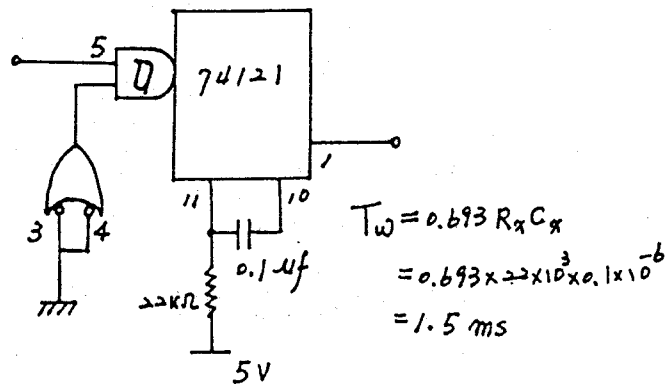 5
74121
1
3
4
11
10
0.1 μf
22KΩ
5V
Tω = 0.693 RxCx
= 0.693 x 22 x 10³ x 0.1 x 10⁻⁶
= 1.5 ms